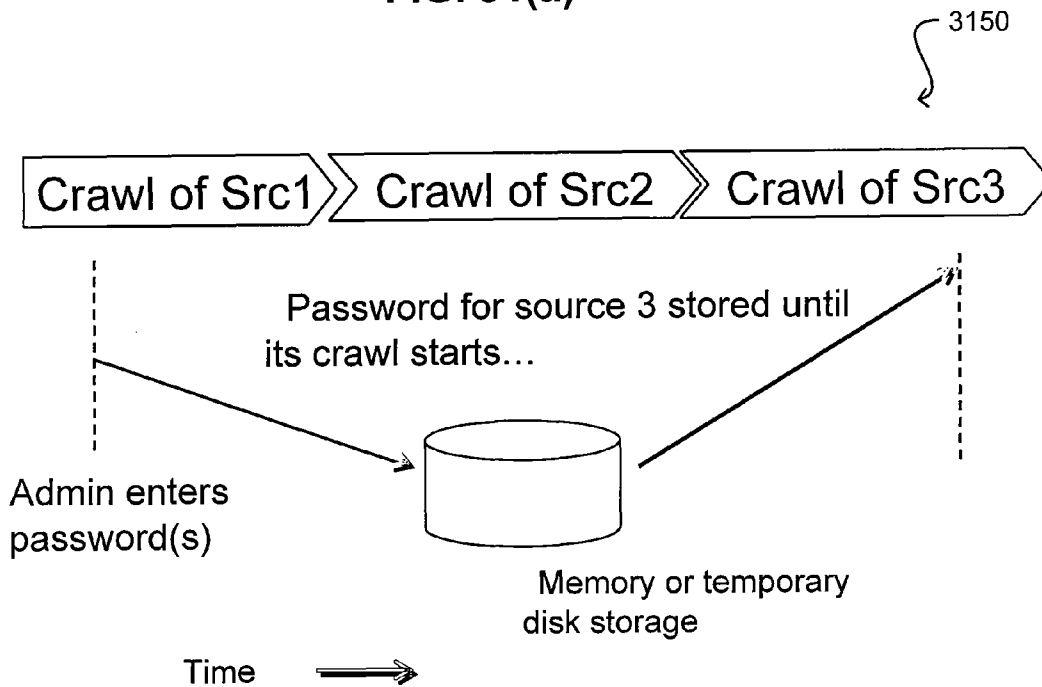 3150
Crawl of Src1
Crawl of Src2
Crawl of Src3
Password for source 3 stored until
its crawl starts...
Admin enters
password(s)
Memory or temporary
disk storage
Time